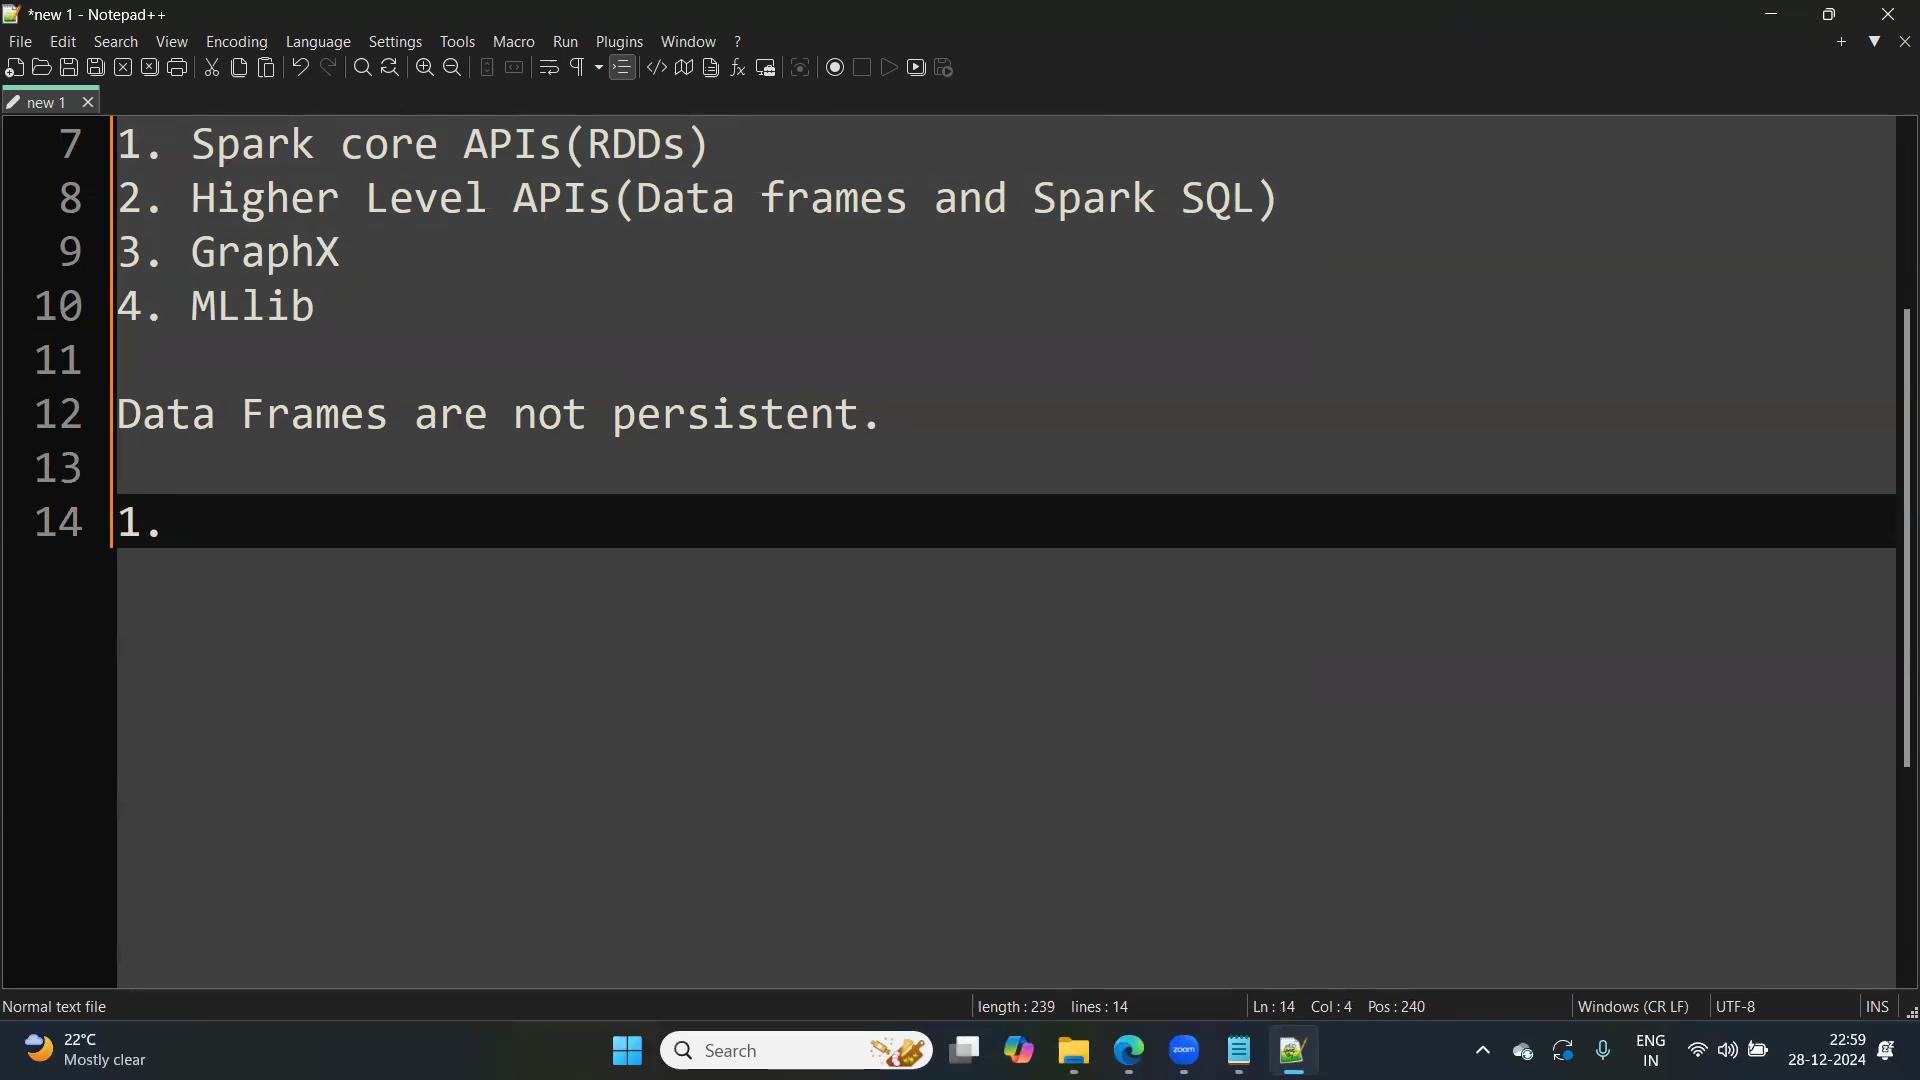 *new 1 - Notepad++
File Edit Search View Encoding Language Settings Tools Macro Run Plugins Window ?
new 1
7 1. Spark core APIs(RDDs)
8 2. Higher Level APIs(Data frames and Spark SQL)
9 3. GraphX
10 4. MLlib
11
12 Data Frames are not persistent.
13
14 1.
Normal text file length : 239 lines : 14 Ln : 14 Col : 4 Pos : 240 Windows (CR LF) UTF-8 INS
22°C
Mostly clear
Search
zoom
ENG
IN
22:59
28-12-2024